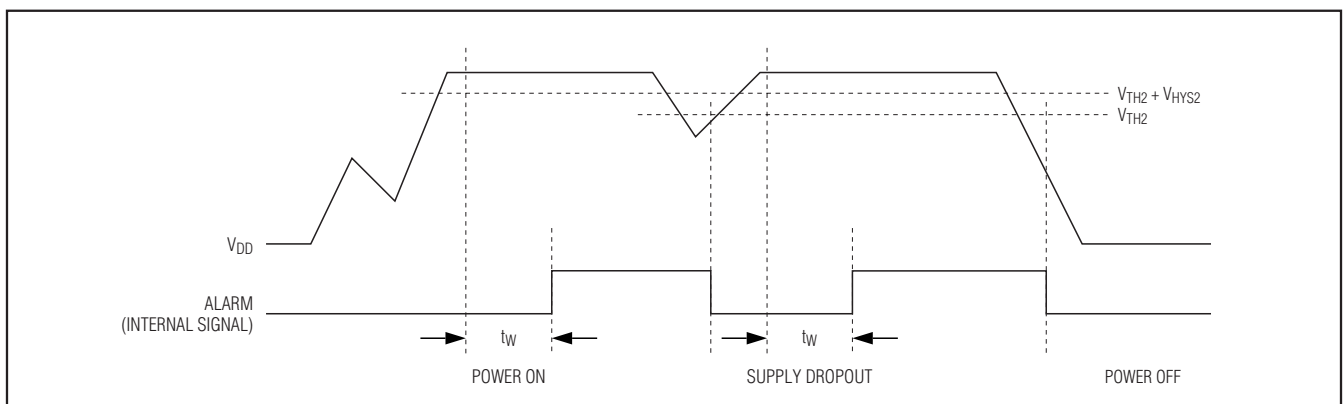 VTH2 + VHYS2
VTH2
VDD
ALARM
(INTERNAL SIGNAL)
tW
tW
POWER ON
SUPPLY DROPOUT
POWER OFF